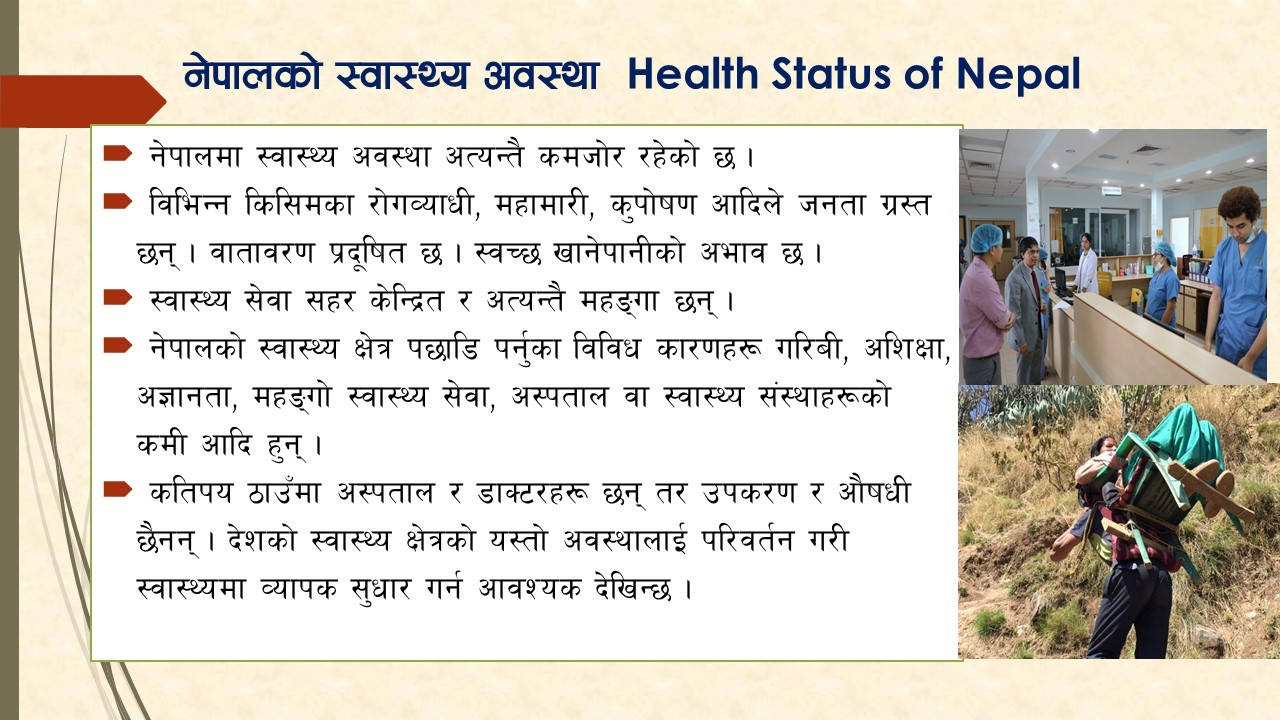 नेपालको स्वास्थ्य अवस्था Health Status of Nepal
नेपालमा स्वास्थ्य अवस्था अत्यन्तै कमजोर रहेको छ ।
विभिन्न किसिमका रोगव्याधी, महामारी, कुपोषण आदिले जनता ग्रस्त
छन् । वातावरण प्रदूषित छ । स्वच्छ खानेपानीको अभाव छ ।
स्वास्थ्य सेवा सहर केन्द्रित र अत्यन्तै महङ्गा छन् ।
नेपालको स्वास्थ्य क्षेत्र पछाडि पर्नुका विविध कारणहरू गरिबी, अशिक्षा,
अज्ञानता, महङ्गो स्वास्थ्य सेवा, अस्पताल वा स्वास्थ्य संस्थाहरूको
कमी आदि हुन् ।
कतिपय ठाउँमा अस्पताल र डाक्टरहरू छन् तर उपकरण र औषधी
छैनन् । देशको स्वास्थ्य क्षेत्रको यस्तो अवस्थालाई परिवर्तन गरी
स्वास्थ्यमा व्यापक सुधार गर्न आवश्यक देखिन्छ ।